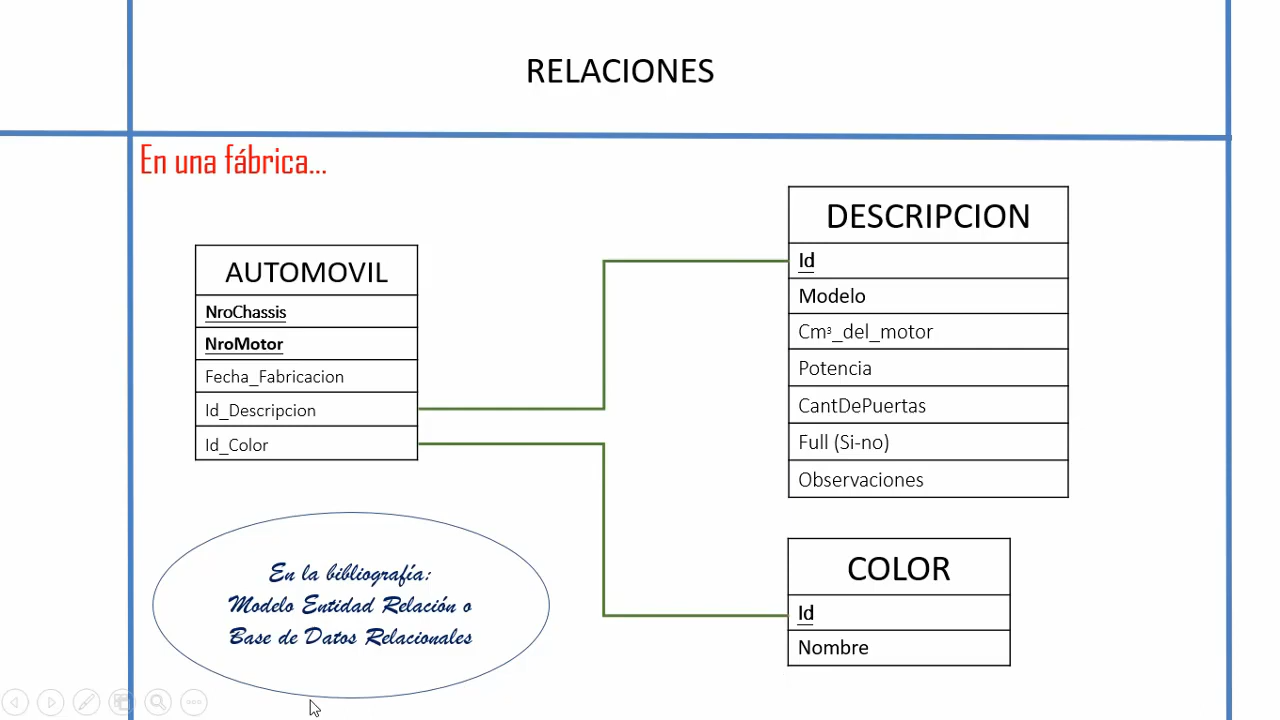 RELACIONES
En una fábrica...
AUTOMOVIL
NroChassis
NroMotor
Fecha_Fabricacion
Id_Descripcion
Id_Color
DESCRIPCION
Id
Modelo
Cm³_del_motor
Potencia
CantDePuertas
Full (Si-no)
Observaciones
COLOR
Id
Nombre
En la bibliografía:
Modelo Entidad Relación o
Base de Datos Relacionales